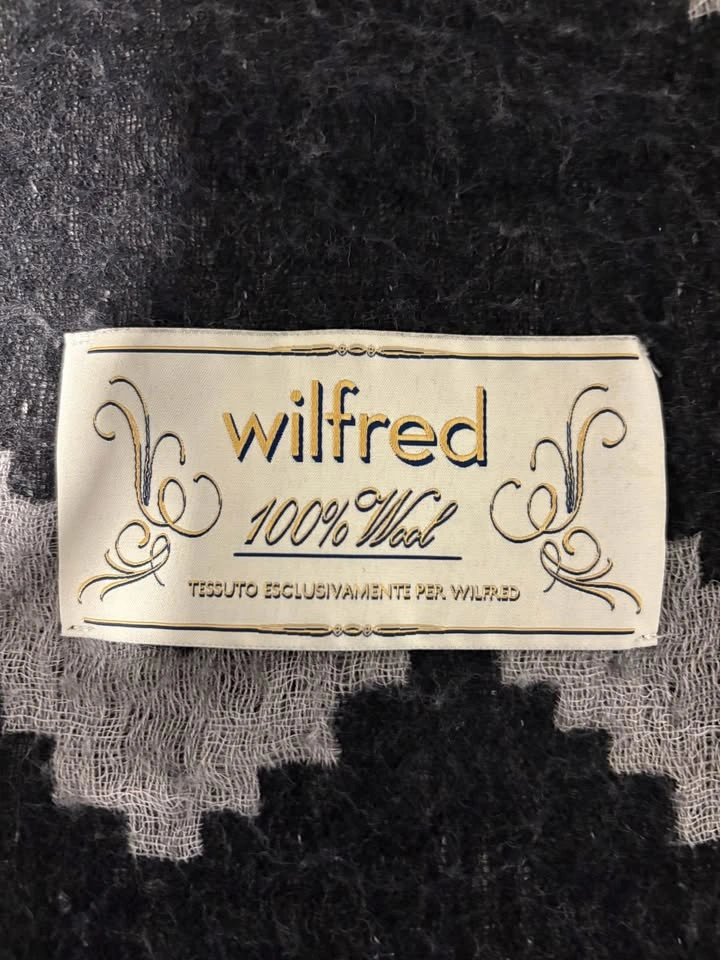 wilfred
100% Wool
TESSUTO ESCLUSIVAMENTE PER WILFRED